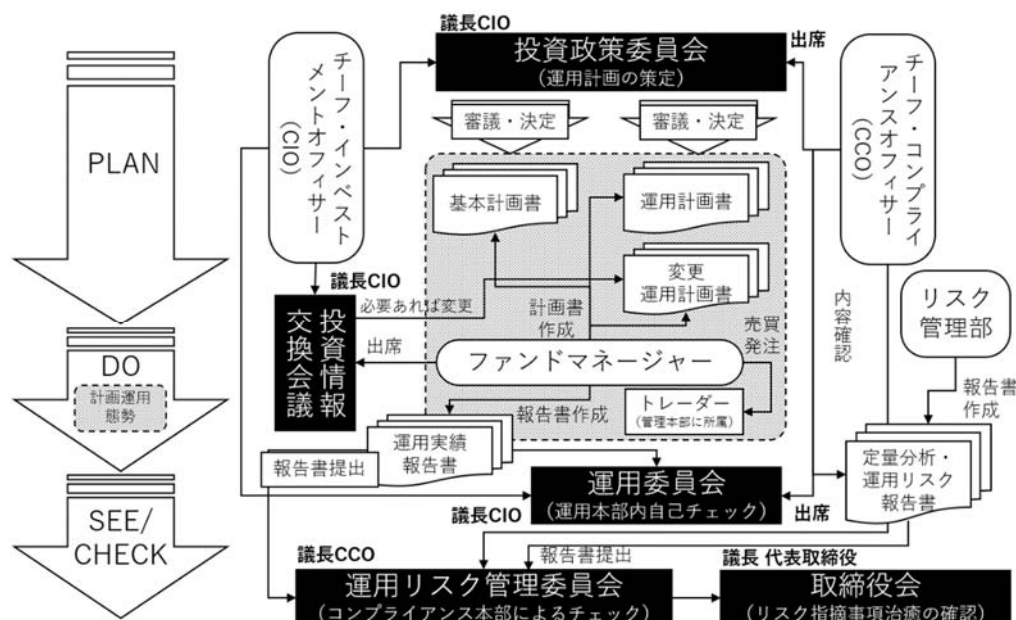 PLAN
DO
計画運用
態勢
SEE/
CHECK
チーフ・インベスト
メントオフィサー
(CIO)
議長CIO
投資政策委員会
(運用計画の策定)
出席
チーフ・コンプライ
アンスオフィサー
(CCO)
審議・決定
審議・決定
基本計画書
運用計画書
変更
運用計画書
議長CIO
投資情報
交換会議
必要あれば変更
計画書
作成
売買
発注
内容確認
リスク
管理部
出席
ファンドマネージャー
報告書作成
トレーダー
(管理本部に所属)
報告書
作成
運用実績
報告書
報告書提出
定量分析・
運用リスク
報告書
運用委員会
(運用本部内自己チェック)
議長CIO
出席
議長CCO
報告書提出
議長 代表取締役
運用リスク管理委員会
(コンプライアンス本部によるチェック)
取締役会
(リスク指摘事項治癒の確認)